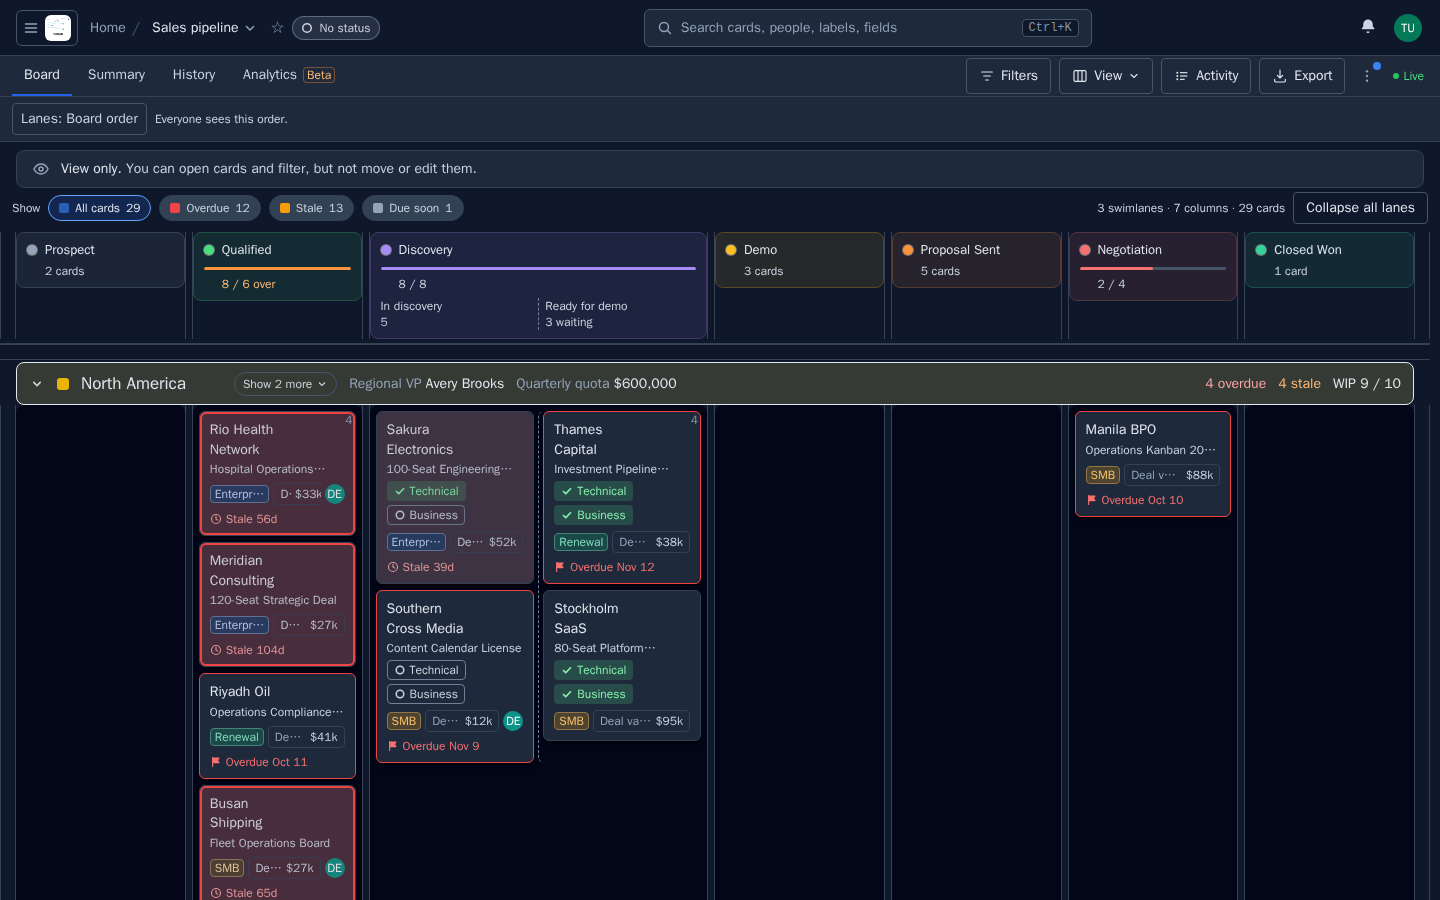 Home / Sales pipeline
No status
Search cards, people, labels, fields
Ctrl+K
TU
Board
Summary
History
Analytics Beta
Filters
View
Activity
Export
Live
Lanes: Board order
Everyone sees this order.
View only. You can open cards and filter, but not move or edit them.
Show
All cards 29
Overdue 12
Stale 13
Due soon 1
3 swimlanes · 7 columns · 29 cards
Collapse all lanes
Prospect
2 cards
Qualified
8 / 6 over
Discovery
8 / 8
In discovery
5
Ready for demo
3 waiting
Demo
3 cards
Proposal Sent
5 cards
Negotiation
2 / 4
Closed Won
1 card
North America
Show 2 more
Regional VP Avery Brooks
Quarterly quota $600,000
4 overdue
4 stale
WIP 9 / 10
4
Rio Health
Network
Hospital Operations···
Enterpr··· D· $33k DE
Stale 56d
Meridian
Consulting
120-Seat Strategic Deal
Enterpr··· D··· $27k
Stale 104d
Riyadh Oil
Operations Compliance···
Renewal De··· $41k
Overdue Oct 11
Busan
Shipping
Fleet Operations Board
SMB De··· $27k DE
Stale 65d
Sakura
Electronics
100-Seat Engineering···
Technical
Business
Enterpr··· De··· $52k
Stale 39d
Southern
Cross Media
Content Calendar License
Technical
Business
SMB De··· $12k DE
Overdue Nov 9
4
Thames
Capital
Investment Pipeline···
Technical
Business
Renewal De··· $38k
Overdue Nov 12
Stockholm
SaaS
80-Seat Platform···
Technical
Business
SMB Deal va··· $95k
Manila BPO
Operations Kanban 20···
SMB Deal v··· $88k
Overdue Oct 10